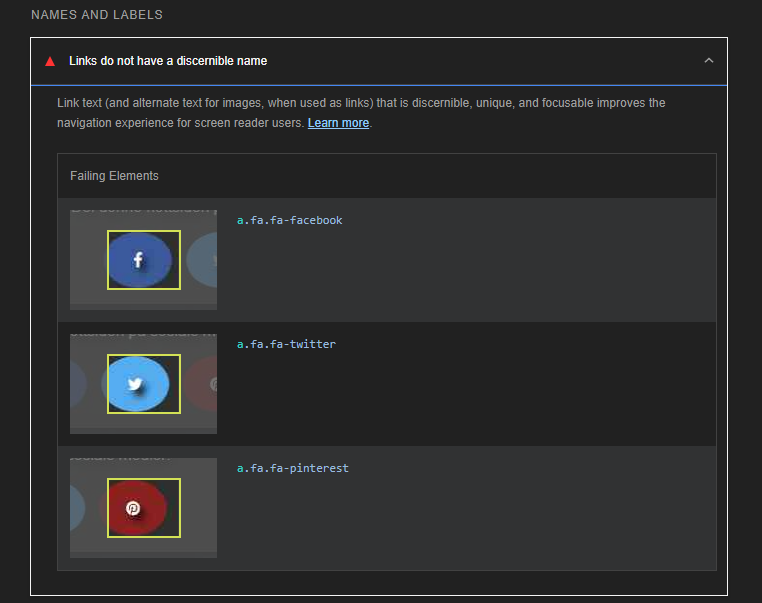 NAMES AND LABELS
Links do not have a discernible name
Link text (and alternate text for images, when used as links) that is discernible, unique, and focusable improves the
navigation experience for screen reader users. Learn more.
Failing Elements
a.fa.fa-facebook
a.fa.fa-twitter
a.fa.fa-pinterest